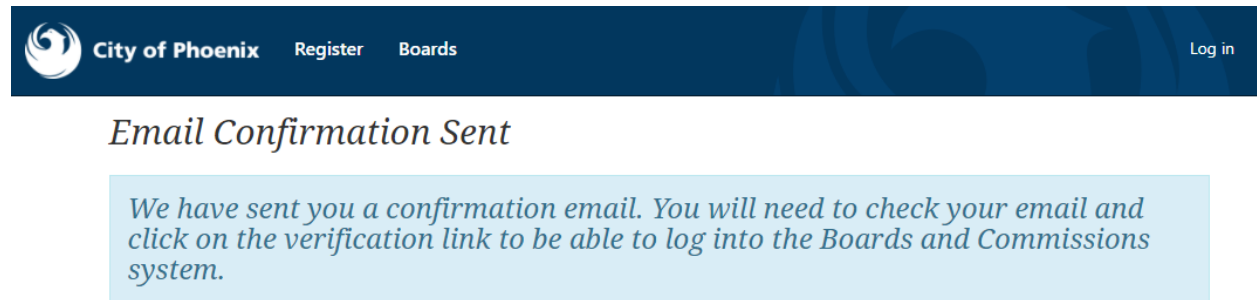 City of Phoenix Register Boards Log in
Email Confirmation Sent
We have sent you a confirmation email. You will need to check your email and
click on the verification link to be able to log into the Boards and Commissions
system.